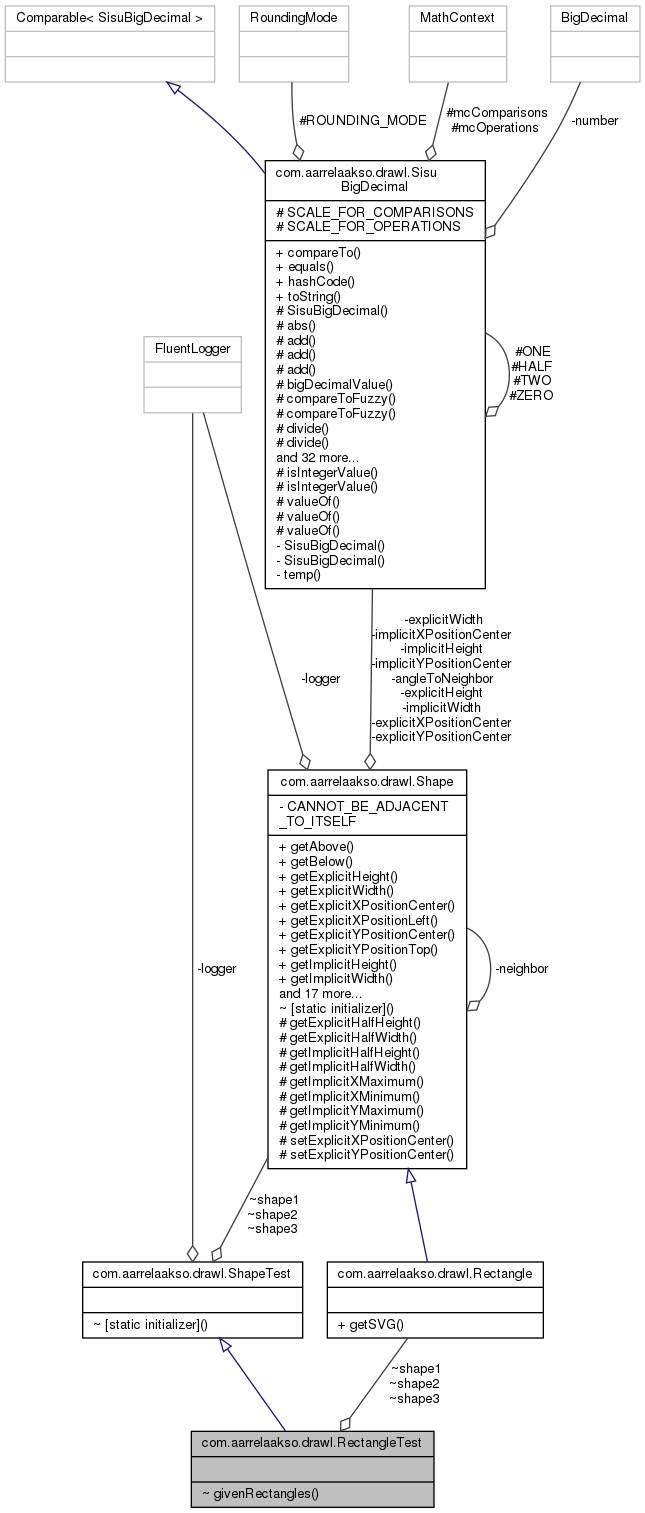 Comparable< SisuBigDecimal >
RoundingMode
MathContext
BigDecimal
#ROUNDING_MODE
#mcComparisons
#mcOperations
-number
com.aarrelaakso.drawl.Sisu
BigDecimal
# SCALE_FOR_COMPARISONS
# SCALE_FOR_OPERATIONS
+ compareTo()
+ equals()
+ hashCode()
+ toString()
# SisuBigDecimal()
# abs()
# add()
# add()
# add()
# bigDecimalValue()
# compareToFuzzy()
# compareToFuzzy()
# divide()
# divide()
and 32 more...
# isIntegerValue()
# isIntegerValue()
# valueOf()
# valueOf()
# valueOf()
- SisuBigDecimal()
- SisuBigDecimal()
- temp()
#ONE
#HALF
#TWO
#ZERO
FluentLogger
-explicitWidth
-implicitXPositionCenter
-implicitHeight
-implicitYPositionCenter
-angleToNeighbor
-explicitHeight
-implicitWidth
-explicitXPositionCenter
-explicitYPositionCenter
-logger
com.aarrelaakso.drawl.Shape
- CANNOT_BE_ADJACENT
_TO_ITSELF
+ getAbove()
+ getBelow()
+ getExplicitHeight()
+ getExplicitWidth()
+ getExplicitXPositionCenter()
+ getExplicitXPositionLeft()
+ getExplicitYPositionCenter()
+ getExplicitYPositionTop()
+ getImplicitHeight()
+ getImplicitWidth()
and 17 more...
~ [static initializer]()
# getExplicitHalfHeight()
# getExplicitHalfWidth()
# getImplicitHalfHeight()
# getImplicitHalfWidth()
# getImplicitXMaximum()
# getImplicitXMinimum()
# getImplicitYMaximum()
# getImplicitYMinimum()
# setExplicitXPositionCenter()
# setExplicitYPositionCenter()
-neighbor
-logger
~shape1
~shape2
~shape3
com.aarrelaakso.drawl.ShapeTest
~ [static initializer]()
com.aarrelaakso.drawl.Rectangle
+ getSVG()
~shape1
~shape2
~shape3
com.aarrelaakso.drawl.RectangleTest
~ givenRectangles()